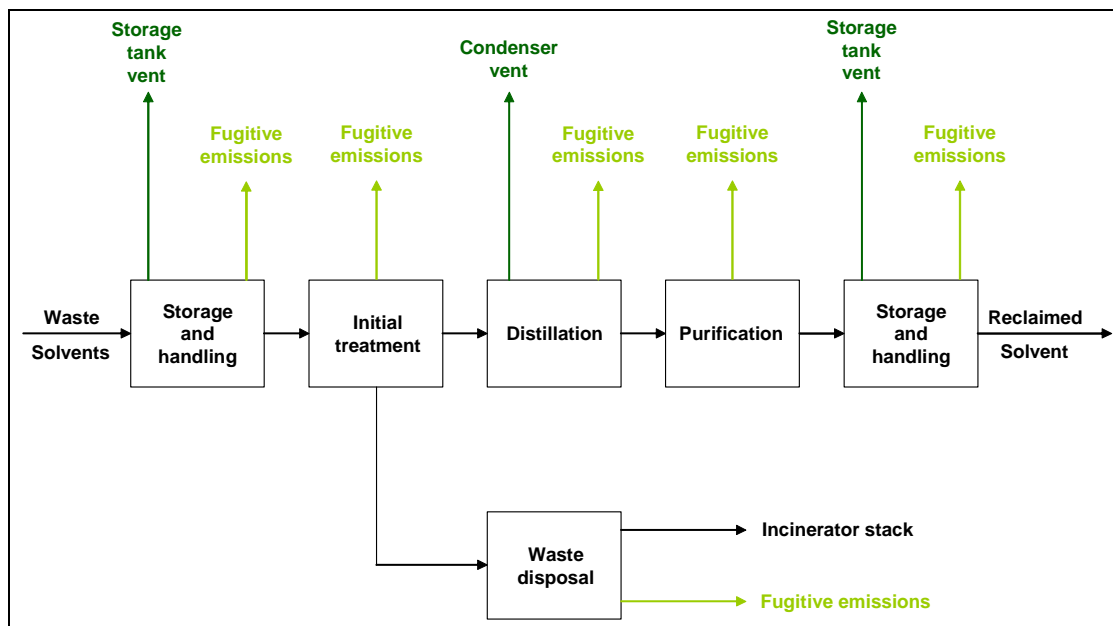 Storage
tank
vent
Condenser
vent
Storage
tank
vent
Fugitive
emissions
Fugitive
emissions
Fugitive
emissions
Fugitive
emissions
Fugitive
emissions
Waste
Solvents
Storage
and
handling
Initial
treatment
Distillation
Purification
Storage
and
handling
Reclaimed
Solvent
Waste
disposal
Incinerator stack
Fugitive emissions